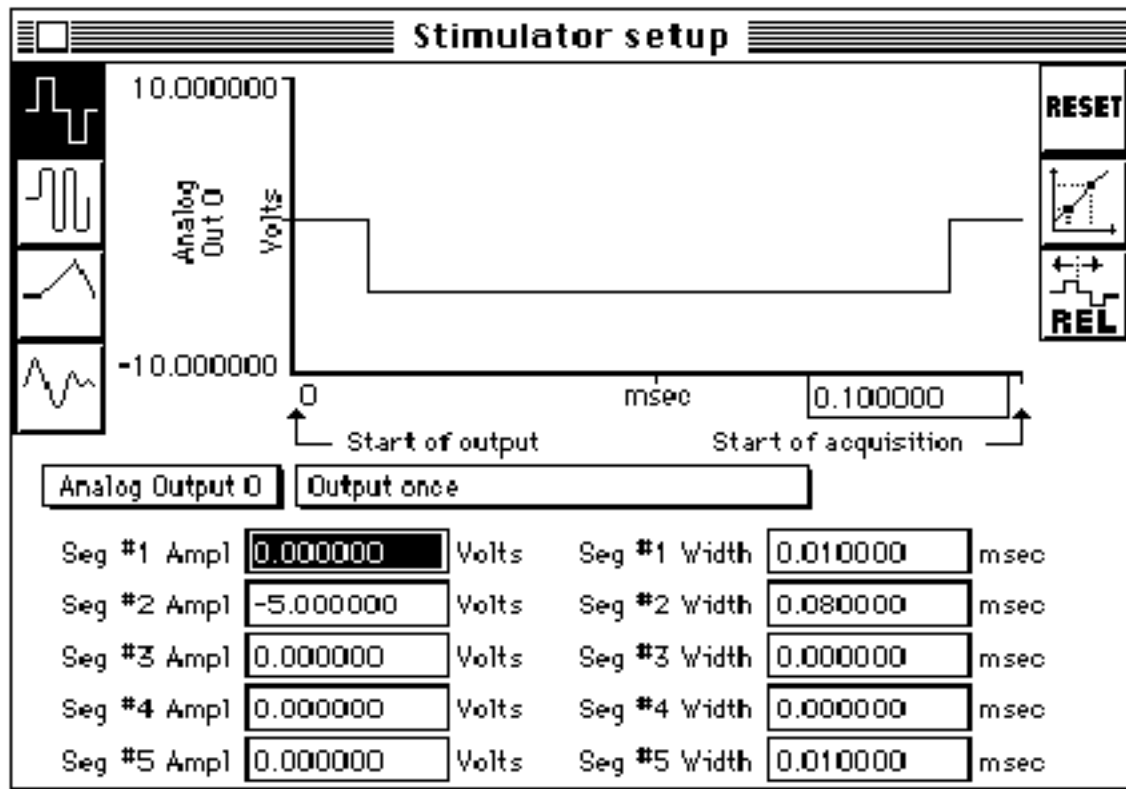 Stimulator setup
10.000000
RESET
Analog
Out 0
Volts
REL
-10.000000
0
msec
0.100000
Start of output
Start of acquisition
Analog Output 0
Output once
Seg #1 Ampl 0.000000 Volts Seg #1 Width 0.010000 msec
Seg #2 Ampl -5.000000 Volts Seg #2 Width 0.080000 msec
Seg #3 Ampl 0.000000 Volts Seg #3 Width 0.000000 msec
Seg #4 Ampl 0.000000 Volts Seg #4 Width 0.000000 msec
Seg #5 Ampl 0.000000 Volts Seg #5 Width 0.010000 msec